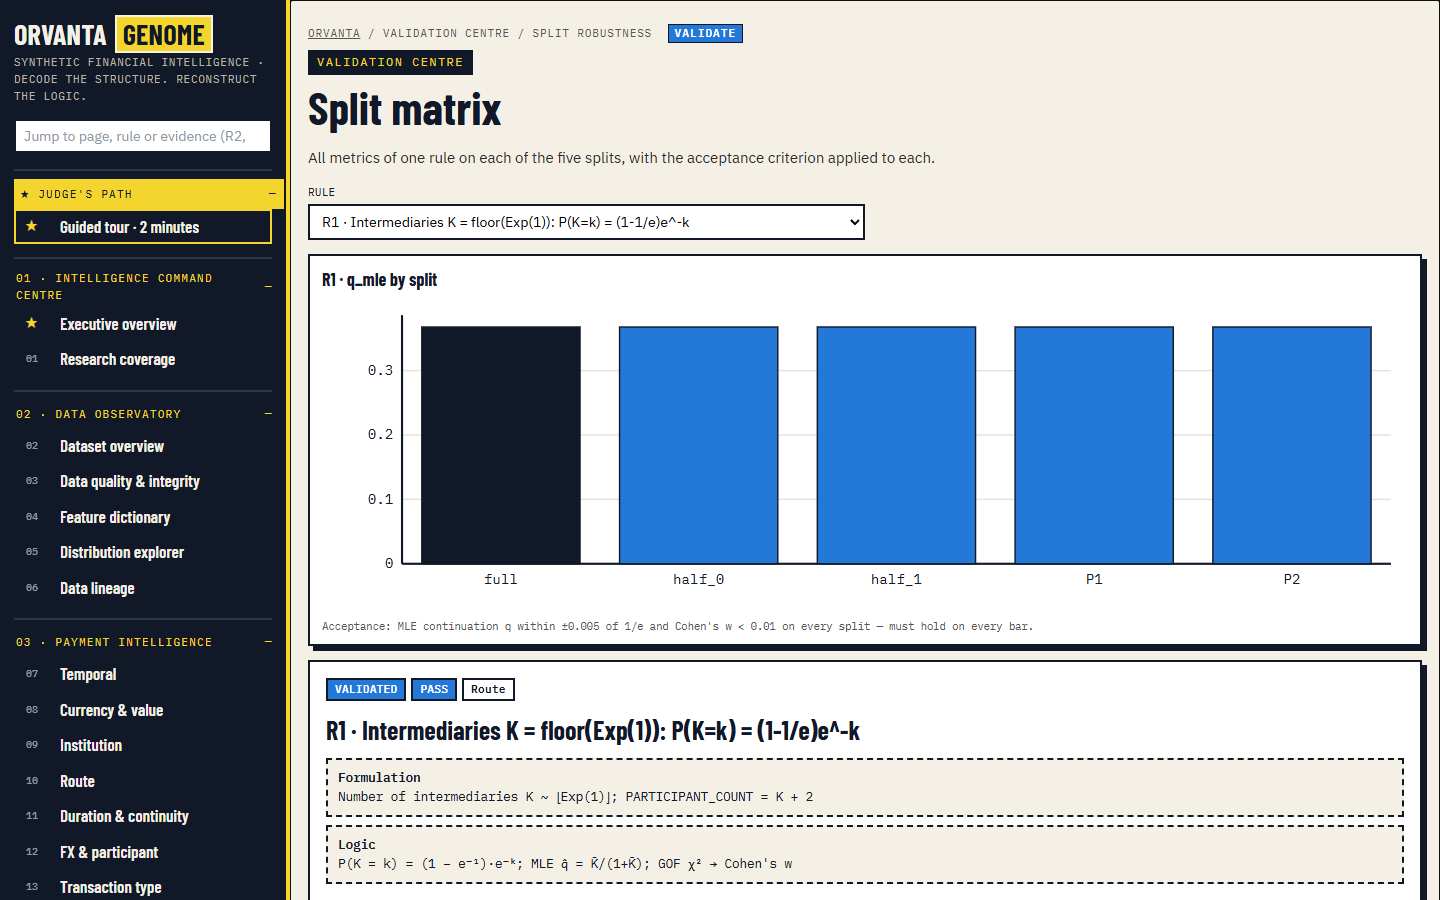 ORVANTA GENOME
SYNTHETIC FINANCIAL INTELLIGENCE ·
DECODE THE STRUCTURE. RECONSTRUCT
THE LOGIC.
Jump to page, rule or evidence (R2,
★ JUDGE'S PATH –
★ Guided tour · 2 minutes
01 · INTELLIGENCE COMMAND
CENTRE –
★ Executive overview
01 Research coverage
02 · DATA OBSERVATORY –
02 Dataset overview
03 Data quality & integrity
04 Feature dictionary
05 Distribution explorer
06 Data lineage
03 · PAYMENT INTELLIGENCE –
07 Temporal
08 Currency & value
09 Institution
10 Route
11 Duration & continuity
12 FX & participant
13 Transaction type
ORVANTA / VALIDATION CENTRE / SPLIT ROBUSTNESS VALIDATE
VALIDATION CENTRE
Split matrix
All metrics of one rule on each of the five splits, with the acceptance criterion applied to each.
RULE
R1 · Intermediaries K = floor(Exp(1)): P(K=k) = (1-1/e)e^-k
R1 · q_mle by split
0.3
0.2
0.1
0
full half_0 half_1 P1 P2
Acceptance: MLE continuation q within ±0.005 of 1/e and Cohen's w < 0.01 on every split — must hold on every bar.
VALIDATED PASS Route
R1 · Intermediaries K = floor(Exp(1)): P(K=k) = (1-1/e)e^-k
Formulation
Number of intermediaries K ~ ⌊Exp(1)⌋; PARTICIPANT_COUNT = K + 2
Logic
P(K = k) = (1 − e⁻¹)·e⁻ᵏ; MLE q̂ = K̄/(1+K̄); GOF χ² → Cohen's w